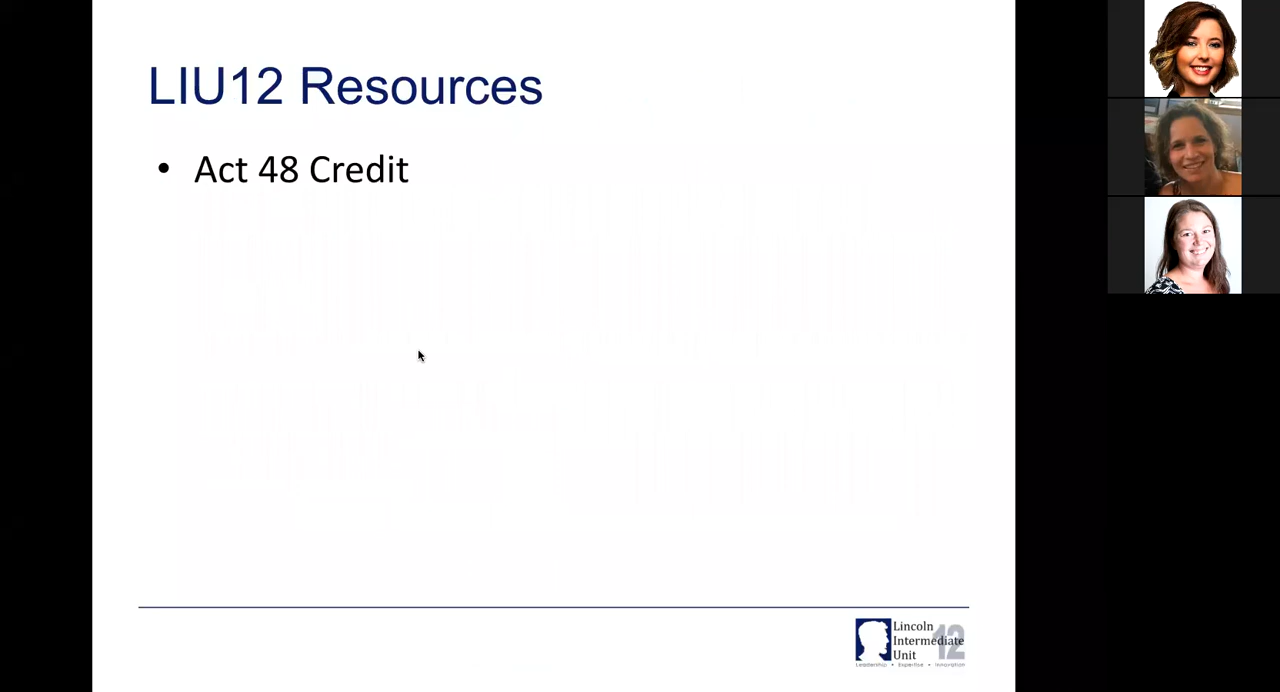 LIU12 Resources
• Act 48 Credit
Lincoln
Intermediate
Unit
12
Leadership • Expertise • Innovation